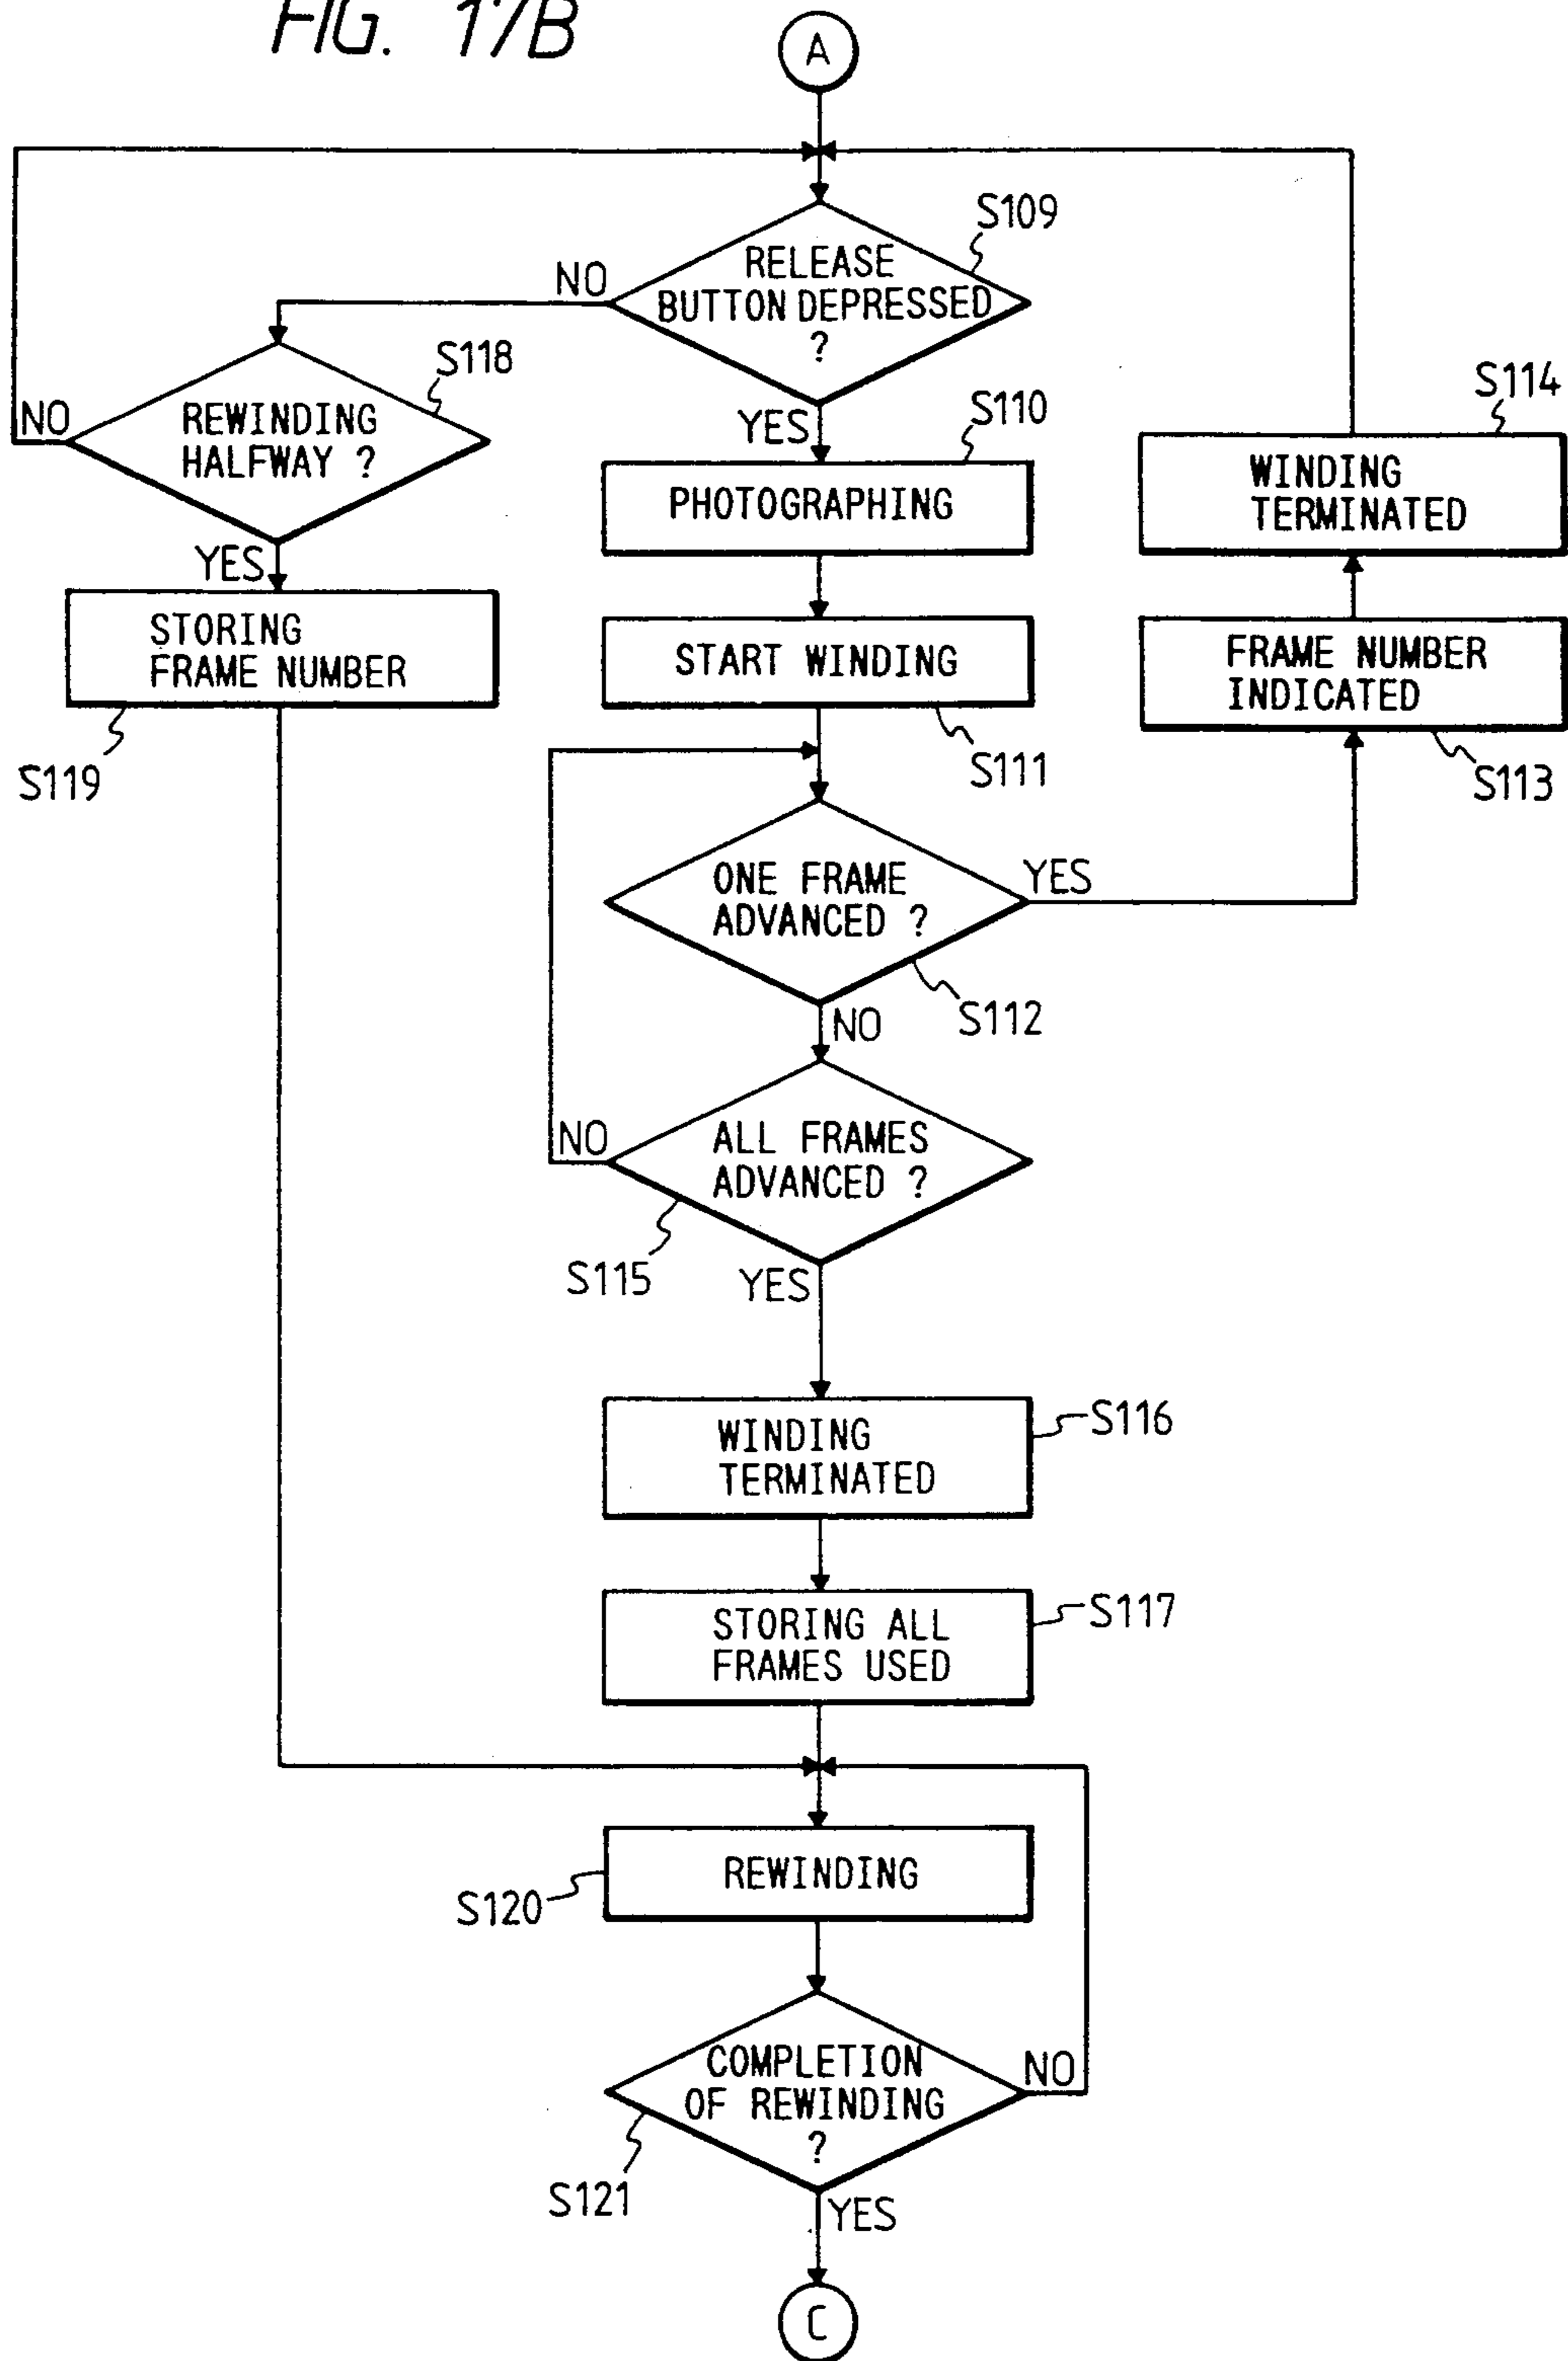 FIG. 17B
A
S109
RELEASE
BUTTON DEPRESSED
?
NO
YES
S118
REWINDING
HALFWAY ?
NO
YES
S110
PHOTOGRAPHING
S114
WINDING
TERMINATED
STORING
FRAME NUMBER
S119
START WINDING
S111
FRAME NUMBER
INDICATED
S113
ONE FRAME
ADVANCED ?
YES
S112
NO
ALL FRAMES
ADVANCED ?
NO
S115
YES
WINDING
TERMINATED
S116
STORING ALL
FRAMES USED
S117
REWINDING
S120
COMPLETION
OF REWINDING
?
NO
S121
YES
C